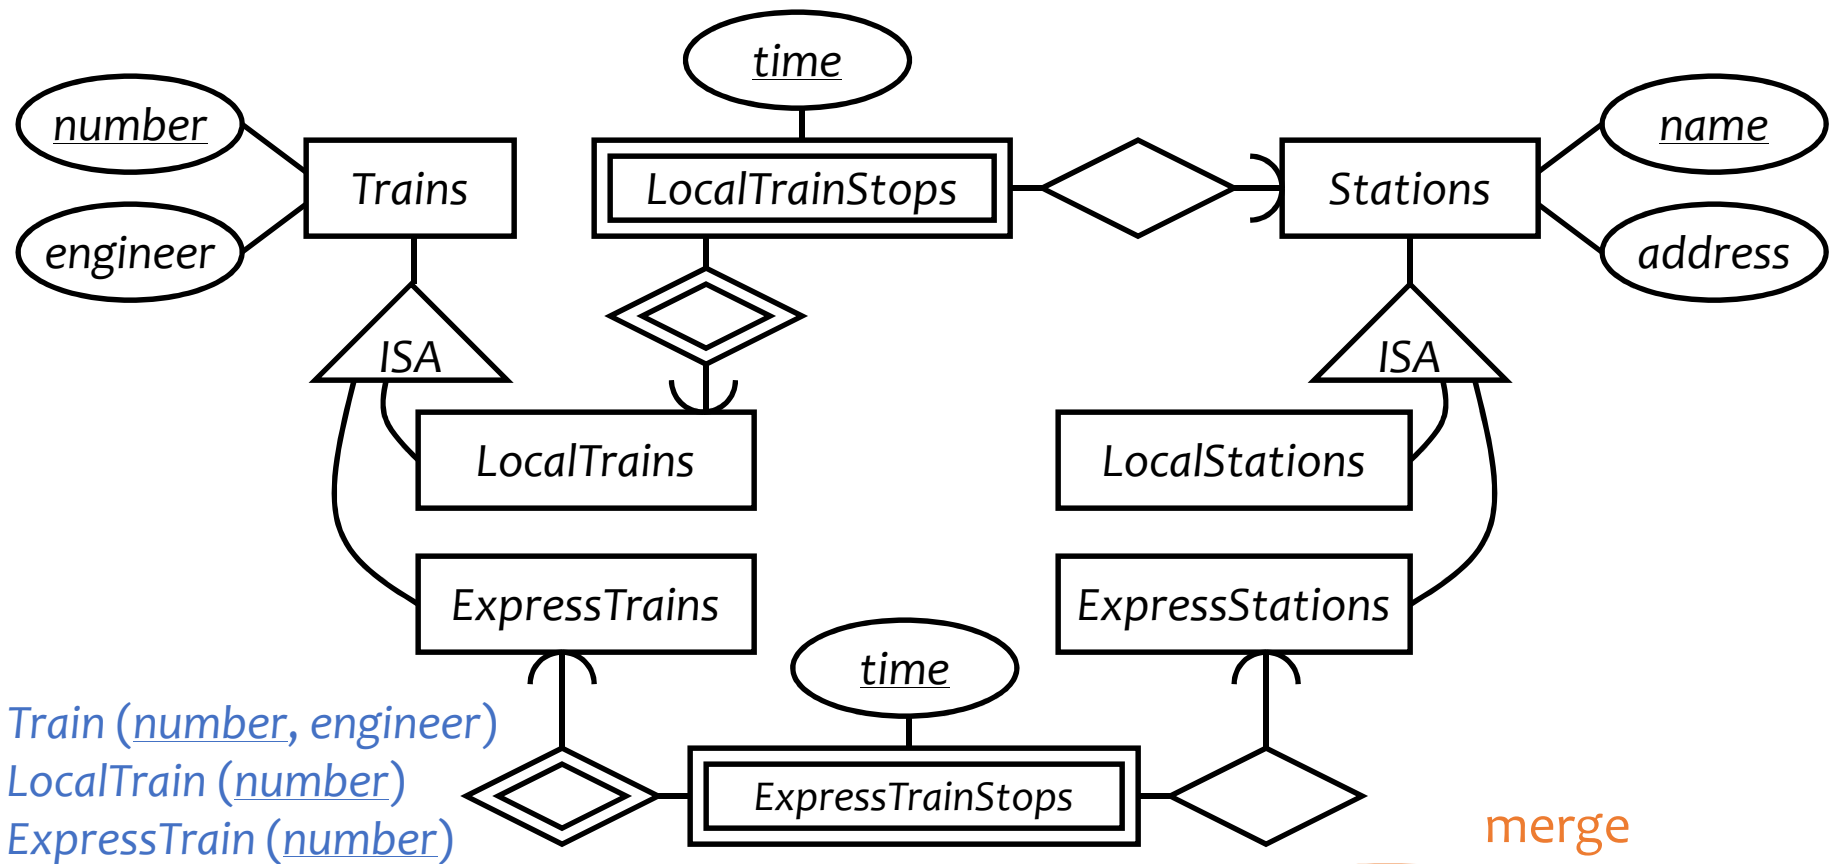 time
number
name
Trains
LocalTrainStops
Stations
engineer
address
ISA
ISA
LocalTrains
LocalStations
ExpressTrains
ExpressStations
time
Train (number, engineer)
LocalTrain (number)
ExpressTrain (number)
ExpressTrainStops
merge